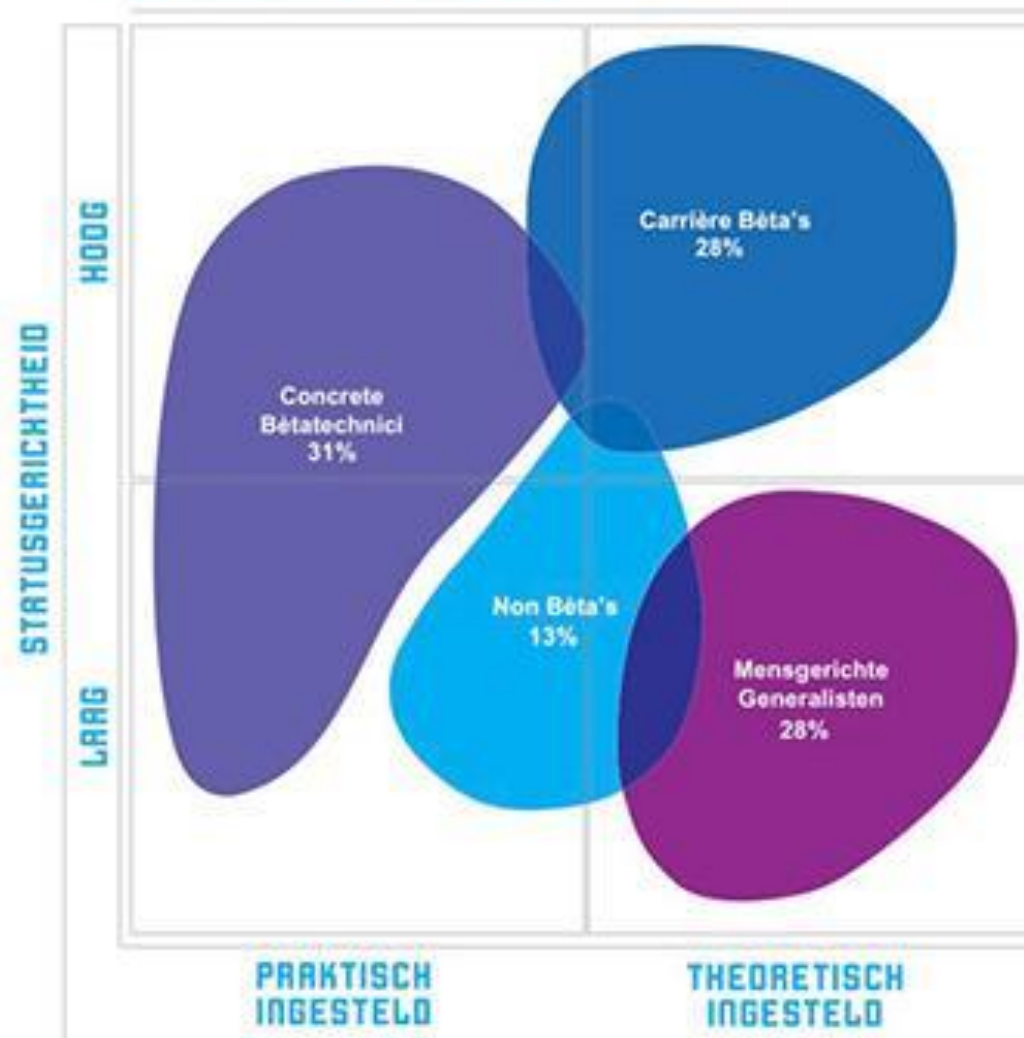 STATUSGERICHTHEID
HOOG
LAAG
Carrière Bèta's
28%
Concrete
Bètatechnici
31%
Non Bèta's
13%
Mensgerichte
Generalisten
28%
PRAKTISCH
INGESTELD
THEORETISCH
INGESTELD